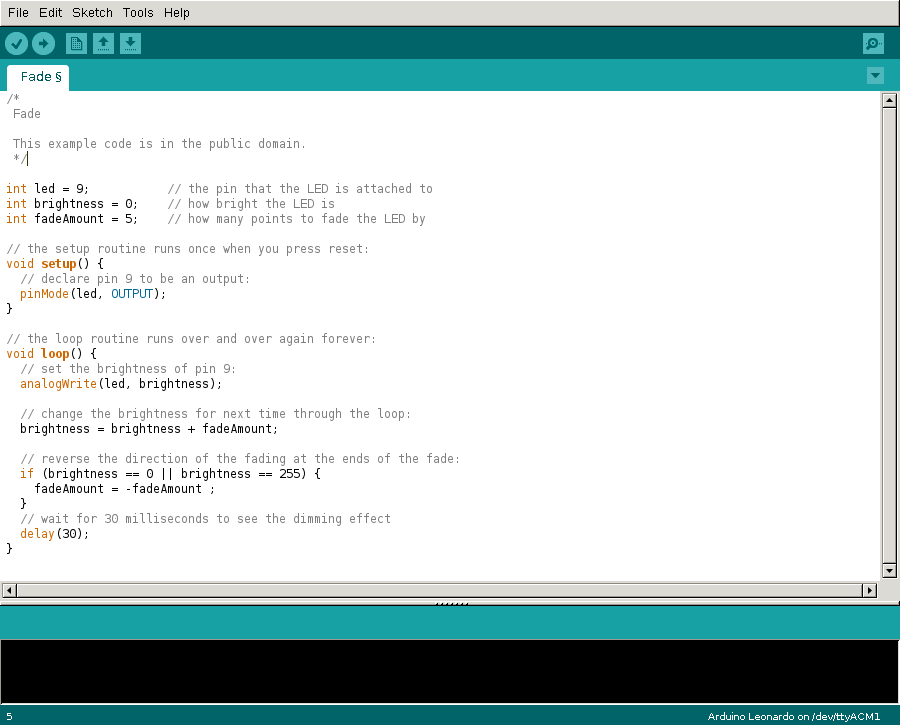 File Edit Sketch Tools Help
Fade §
/*
 Fade

 This example code is in the public domain.
 */

int led = 9;           // the pin that the LED is attached to
int brightness = 0;    // how bright the LED is
int fadeAmount = 5;    // how many points to fade the LED by

// the setup routine runs once when you press reset:
void setup() {
  // declare pin 9 to be an output:
  pinMode(led, OUTPUT);
}

// the loop routine runs over and over again forever:
void loop() {
  // set the brightness of pin 9:
  analogWrite(led, brightness);

  // change the brightness for next time through the loop:
  brightness = brightness + fadeAmount;

  // reverse the direction of the fading at the ends of the fade:
  if (brightness == 0 || brightness == 255) {
    fadeAmount = -fadeAmount ;
  }
  // wait for 30 milliseconds to see the dimming effect
  delay(30);
}
5 Arduino Leonardo on /dev/ttyACM1